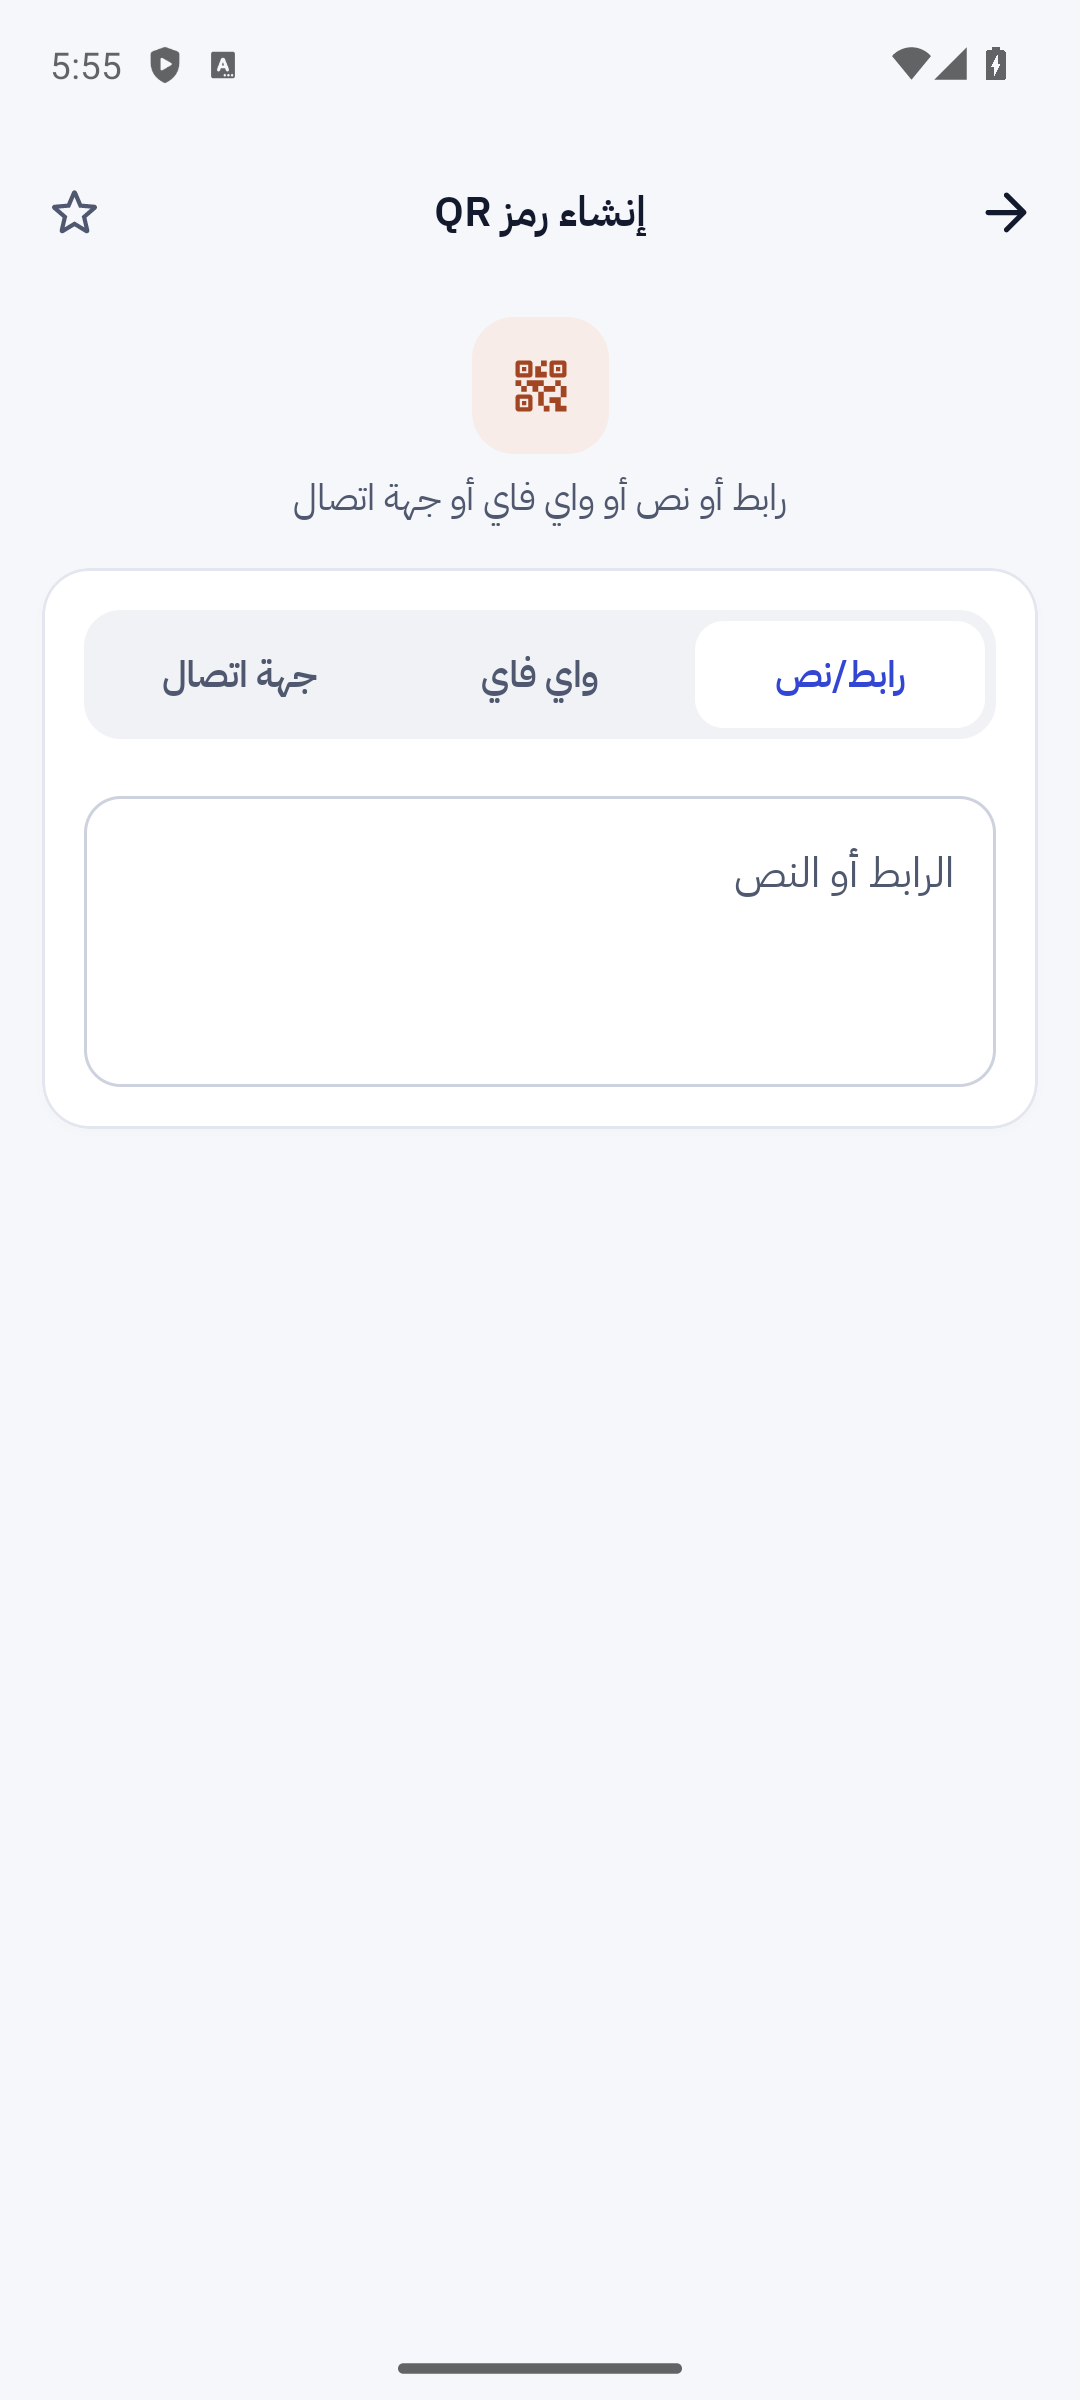 5:55
إنشاء رمز QR
رابط أو نص أو واي فاي أو جهة اتصال
رابط/نص
واي فاي
جهة اتصال
الرابط أو النص